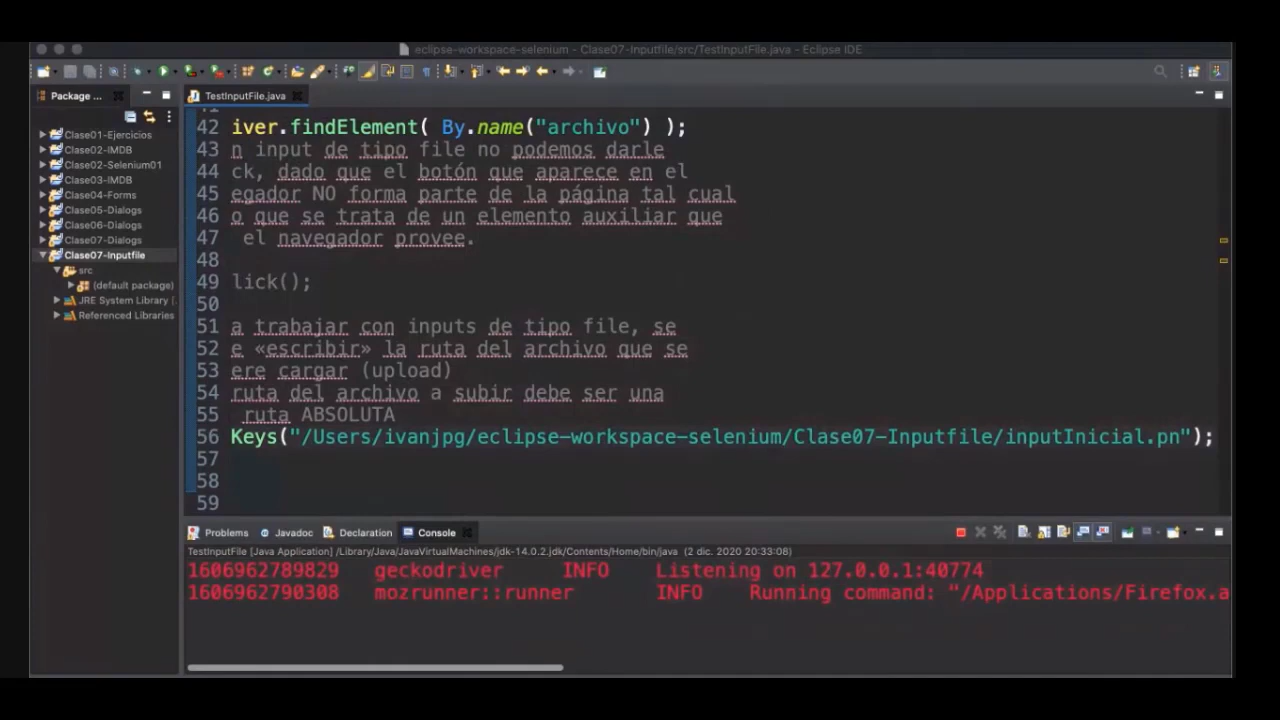 eclipse-workspace-selenium - Clase07-Inputfile/src/TestInputFile.java - Eclipse IDE
Package ...
TestInputFile.java
Clase01-Ejercicios
Clase02-IMDB
Clase02-Selenium01
Clase03-IMDB
Clase04-Forms
Clase05-Dialogs
Clase06-Dialogs
Clase07-Dialogs
Clase07-Inputfile
src
(default package)
JRE System Library [
Referenced Libraries
42 iver.findElement( By.name("archivo") );
43 n input de tipo file no podemos darle
44 ck, dado que el botón que aparece en el
45 egador NO forma parte de la página tal cual
46 o que se trata de un elemento auxiliar que
47 el navegador provee.
48
49 lick();
50
51 a trabajar con inputs de tipo file, se
52 e «escribir» la ruta del archivo que se
53 ere cargar (upload)
54 ruta del archivo a subir debe ser una
55 ruta ABSOLUTA
56 Keys("/Users/ivanjpg/eclipse-workspace-selenium/Clase07-Inputfile/inputInicial.pn");
57
58
59
Problems Javadoc Declaration Console
TestInputFile [Java Application] /Library/Java/JavaVirtualMachines/jdk-14.0.2.jdk/Contents/Home/bin/java (2 dic. 2020 20:33:08)
1606962789829 geckodriver INFO Listening on 127.0.0.1:40774
1606962790308 mozrunner::runner INFO Running command: "/Applications/Firefox.a